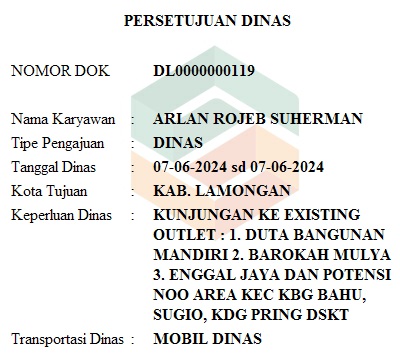 PERSETUJUAN DINAS
NOMOR DOK DL0000000119
Nama Karyawan : ARLAN ROJEB SUHERMAN
Tipe Pengajuan : DINAS
Tanggal Dinas : 07-06-2024 sd 07-06-2024
Kota Tujuan : KAB. LAMONGAN
Keperluan Dinas : KUNJUNGAN KE EXISTING
OUTLET : 1. DUTA BANGUNAN
MANDIRI 2. BAROKAH MULYA
3. ENGGAL JAYA DAN POTENSI
NOO AREA KEC KBG BAHU,
SUGIO, KDG PRING DSKT
Transportasi Dinas : MOBIL DINAS